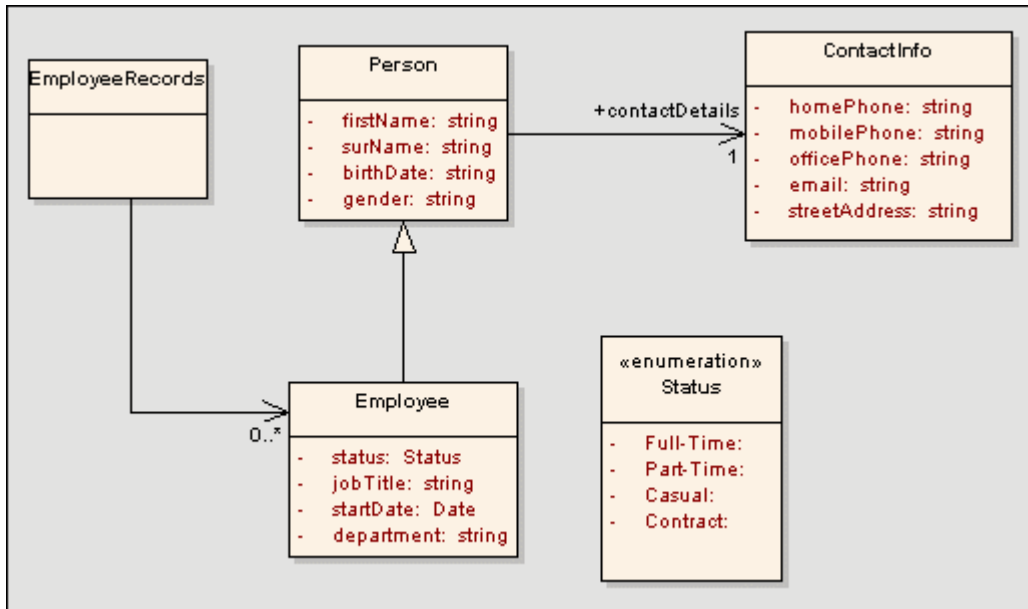 EmployeeRecords
Person
- firstName: string
- surName: string
- birthDate: string
- gender: string
+contactDetails
1
ContactInfo
- homePhone: string
- mobilePhone: string
- officePhone: string
- email: string
- streetAddress: string
0..*
Employee
- status: Status
- jobTitle: string
- startDate: Date
- department: string
«enumeration»
Status
- Full-Time:
- Part-Time:
- Casual:
- Contract: